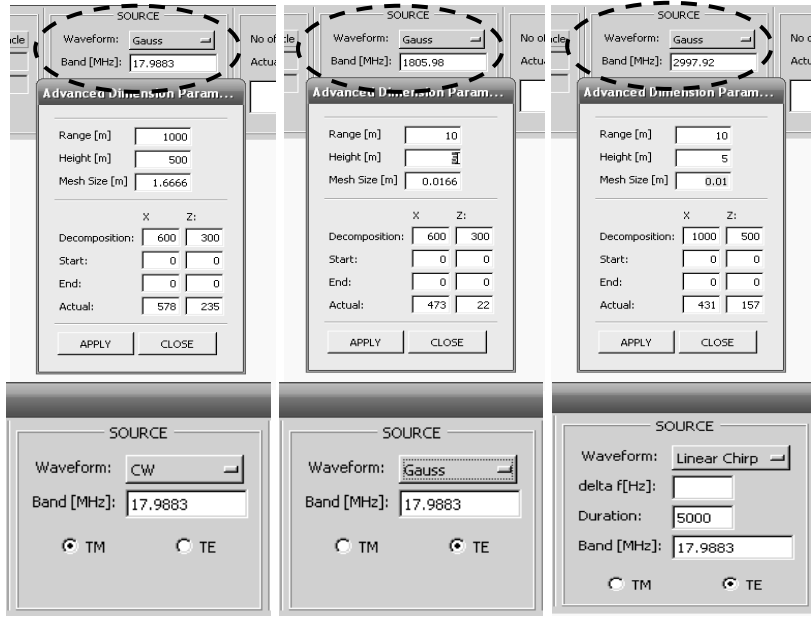 SOURCE
Waveform: Gauss
Band [MHz]: 17.9883
Advanced Dimension Param...
Range [m] 1000
Height [m] 500
Mesh Size [m] 1.6666
X Z:
Decomposition: 600 300
Start: 0 0
End: 0 0
Actual: 578 235
APPLY CLOSE
SOURCE
Waveform: Gauss
Band [MHz]: 1805.98
Advanced Dimension Param...
Range [m] 10
Height [m]
Mesh Size [m] 0.0166
X Z:
Decomposition: 600 300
Start: 0 0
End: 0 0
Actual: 473 22
APPLY CLOSE
SOURCE
Waveform: Gauss
Band [MHz]: 2997.92
Advanced Dimension Param...
Range [m] 10
Height [m] 5
Mesh Size [m] 0.01
X Z:
Decomposition: 1000 500
Start: 0 0
End: 0 0
Actual: 431 157
APPLY CLOSE
SOURCE
Waveform: CW
Band [MHz]: 17.9883
TM TE
SOURCE
Waveform: Gauss
Band [MHz]: 17.9883
TM TE
SOURCE
Waveform: Linear Chirp
delta f[Hz]:
Duration: 5000
Band [MHz]: 17.9883
TM TE